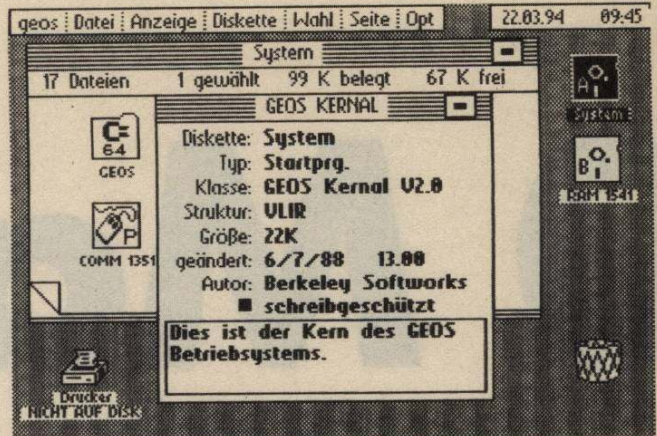 geos Datei Anzeige Diskette Wahl Seite Opt 22.03.94 09:45
System
17 Dateien 1 gewählt 99 K belegt 67 K frei
GEOS KERNAL
C= 64
GEOS
P
COMM 1351
Diskette: System
Typ: Startprg.
Klasse: GEOS Kernal V2.0
Struktur: VLIR
Größe: 22K
geändert: 6/7/88 13.00
Autor: Berkeley Softworks
schreibgeschützt
Dies ist der Kern des GEOS
Betriebsystems.
A
System
B
RAM 1541
Drucker
NICHT AUF DISK